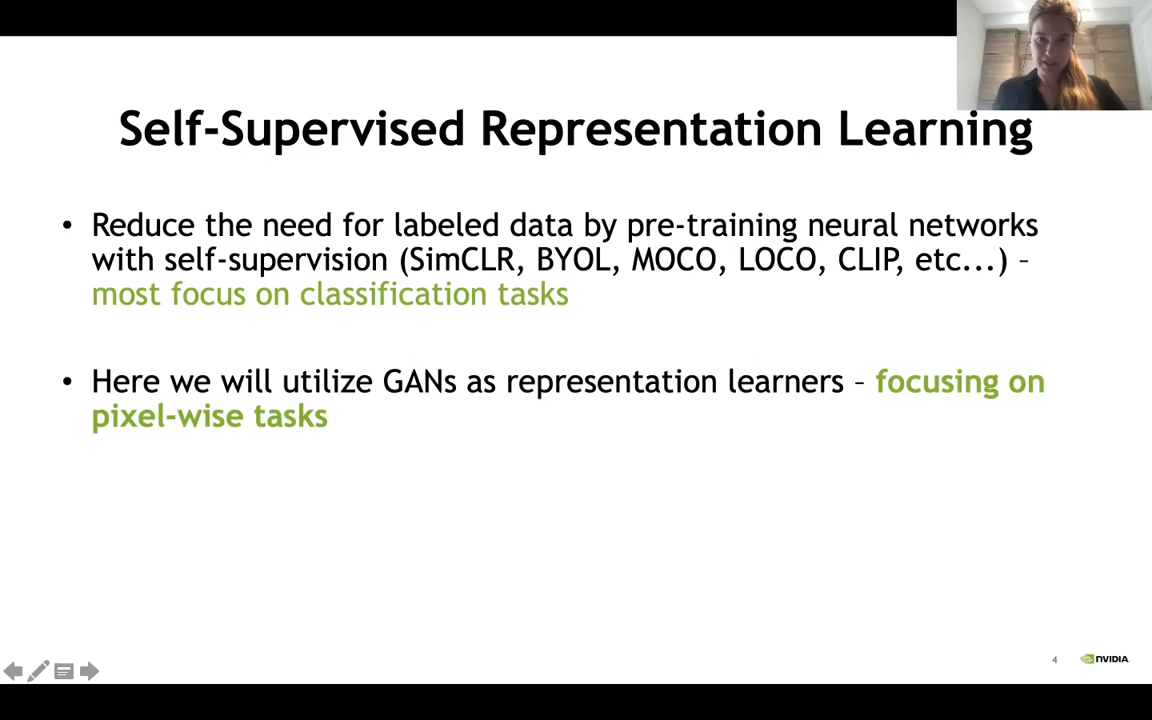 Self-Supervised Representation Learning
• Reduce the need for labeled data by pre-training neural networks
with self-supervision (SimCLR, BYOL, MOCO, LOCO, CLIP, etc...) –
most focus on classification tasks
• Here we will utilize GANs as representation learners – focusing on
pixel-wise tasks
4
NVIDIA.